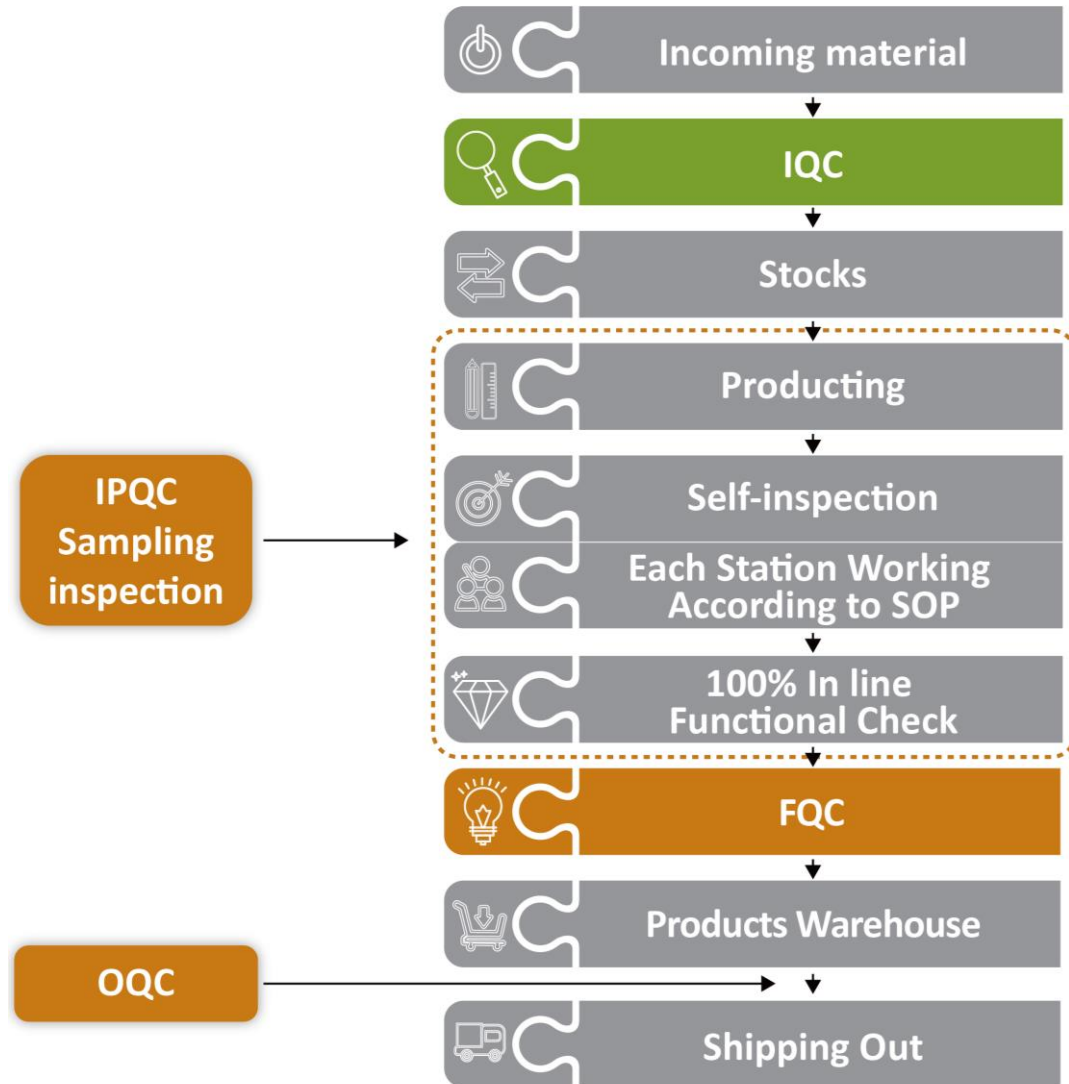 Incoming material
IQC
Stocks
Producting
IPQC
Sampling
inspection
Self-inspection
Each Station Working
According to SOP
100% In line
Functional Check
FQC
Products Warehouse
OQC
Shipping Out